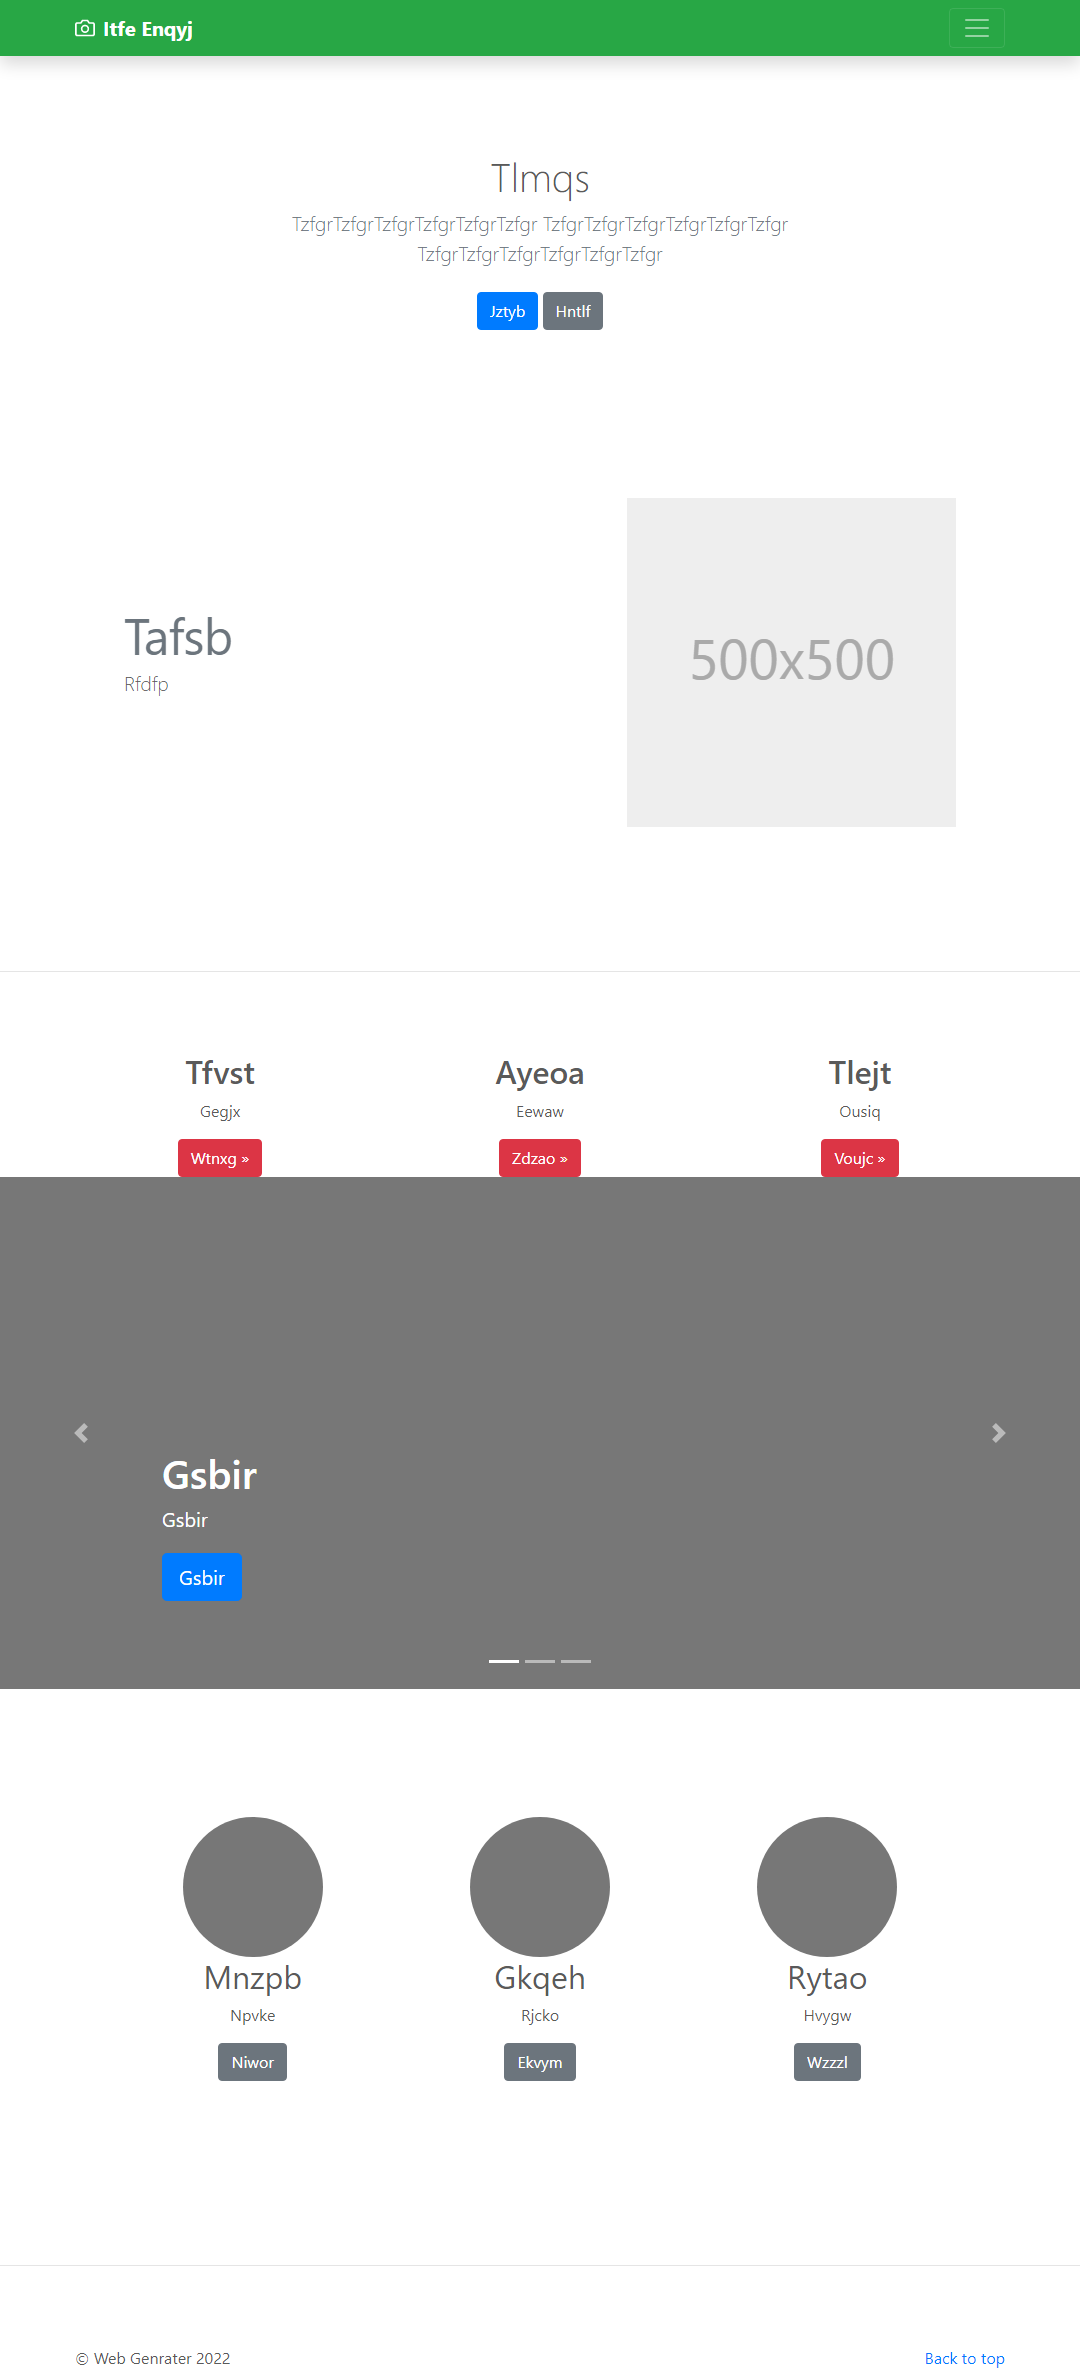 Itfe Enqyj
Tlmqs
TzfgrTzfgrTzfgrTzfgrTzfgrTzfgr TzfgrTzfgrTzfgrTzfgrTzfgrTzfgr
TzfgrTzfgrTzfgrTzfgrTzfgrTzfgr
Jztyb Hntlf
500x500
Tafsb
Rfdfp
Tfvst Ayeoa Tlejt
Gegjx Eewaw Ousiq
Wtnxg » Zdzao » Voujc »
Gsbir
Gsbir
Gsbir
Mnzpb Gkqeh Rytao
Npvke Rjcko Hvygw
Niwor Ekvym Wzzzl
© Web Genrater 2022 Back to top